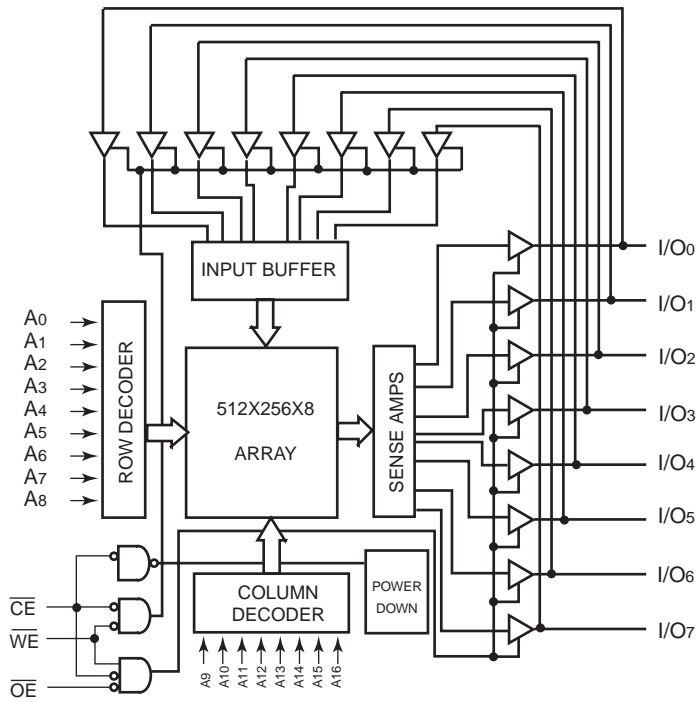 INPUT BUFFER
I/O0
I/O1
I/O2
I/O3
I/O4
I/O5
I/O6
I/O7
A0
A1
A2
A3
A4
A5
A6
A7
A8
ROW DECODER
512X256X8
ARRAY
SENSE AMPS
COLUMN
DECODER
POWER
DOWN
CE
WE
OE
A9
A10
A11
A12
A13
A14
A15
A16